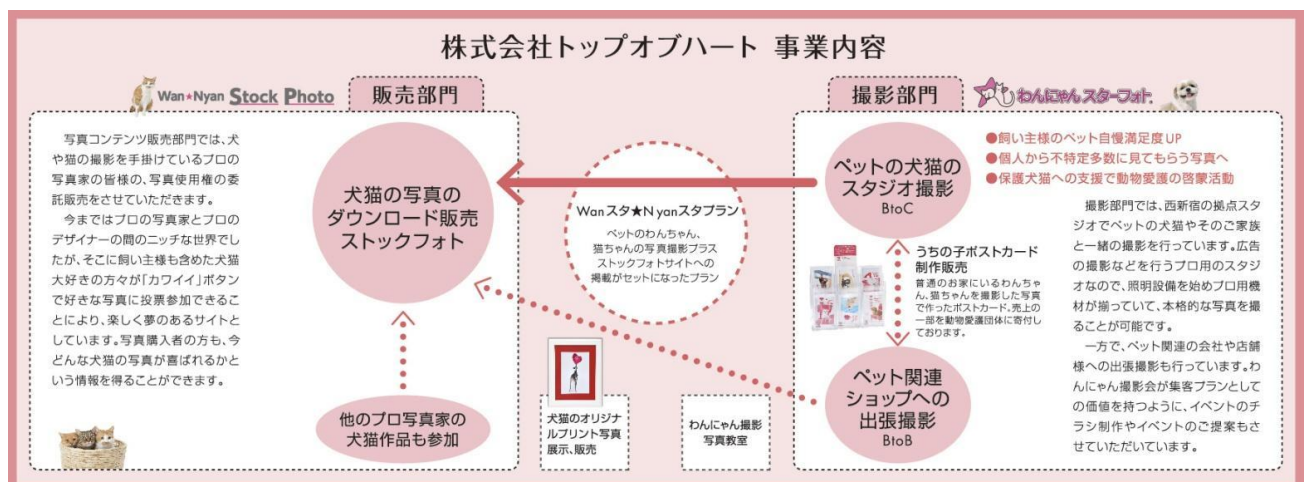 株式会社トップオブハート 事業内容
Wan★Nyan Stock Photo
販売部門
写真コンテンツ販売部門では、犬
や猫の撮影を手掛けているプロの
写真家の皆様の、写真使用権の委
託販売をさせていただきます。
今まではプロの写真家とプロの
デザイナーの間のニッチな世界でし
たが、そこに飼い主様も含めた犬猫
大好きの方々が「カワイイ」ボタン
で好きな写真に投票参加できるこ
とにより、楽しく夢のあるサイトと
しています。写真購入者の方も、今
どんな犬猫の写真が喜ばれるかと
いう情報を得ることができます。
犬猫の写真の
ダウンロード販売
ストックフォト
他のプロ写真家の
犬猫作品も参加
Wanスタ★Nyanスタプラン
ペットのわんちゃん、
猫ちゃんの写真撮影プラス
ストックフォトサイトへの
掲載がセットになったプラン
犬猫のオリジナ
ルプリント写真
展示、販売
わんにゃん撮影
写真教室
撮影部門
わんにゃんスターフォト
ペットの犬猫の
スタジオ撮影
BtoC
うちの子ポストカード
制作販売
普通のお家にいるわんちゃ
ん、猫ちゃんを撮影した写真
で作ったポストカード。売上の
一部を動物愛護団体に寄付し
ております。
ペット関連
ショップへの
出張撮影
BtoB
●飼い主様のペット自慢満足度UP
●個人から不特定多数に見てもらう写真へ
●保護犬猫への支援で動物愛護の啓蒙活動
撮影部門では、西新宿の拠点スタ
ジオでペットの犬猫やそのご家族
と一緒の撮影を行っています。広告
の撮影などを行うプロ用のスタジ
オなので、照明設備を始めプロ用機
材が揃っていて、本格的な写真を撮
ることが可能です。
一方で、ペット関連の会社や店舗
様への出張撮影も行っています。わ
んにゃん撮影会が集客プランとして
の価値を持つように、イベントのチ
ラシ制作やイベントのご提案もさ
せていただいています。